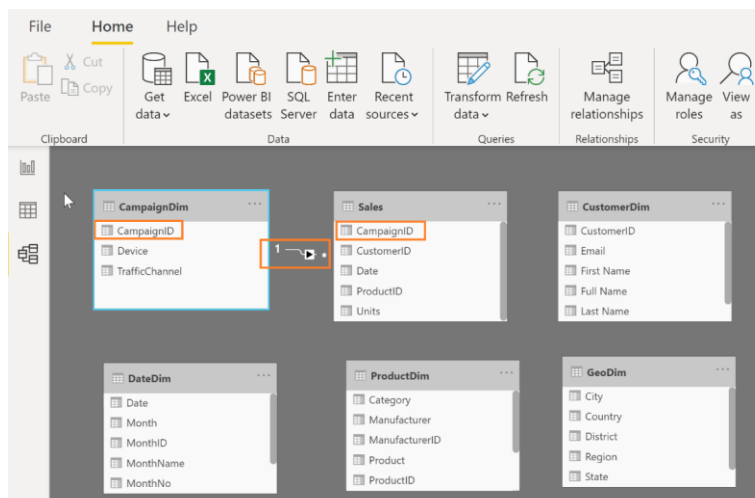 File Home Help
Cut
Copy
Paste
Get data
Excel
Power BI datasets
SQL Server
Enter data
Recent sources
Transform data
Refresh
Manage relationships
Manage roles
View as
Clipboard
Data
Queries
Relationships
Security
CampaignDim
CampaignID
Device
TrafficChannel
1
Sales
CampaignID
CustomerID
Date
ProductID
Units
CustomerDim
CustomerID
Email
First Name
Full Name
Last Name
DateDim
Date
Month
MonthID
MonthName
MonthNo
ProductDim
Category
Manufacturer
ManufacturerID
Product
ProductID
GeoDim
City
Country
District
Region
State